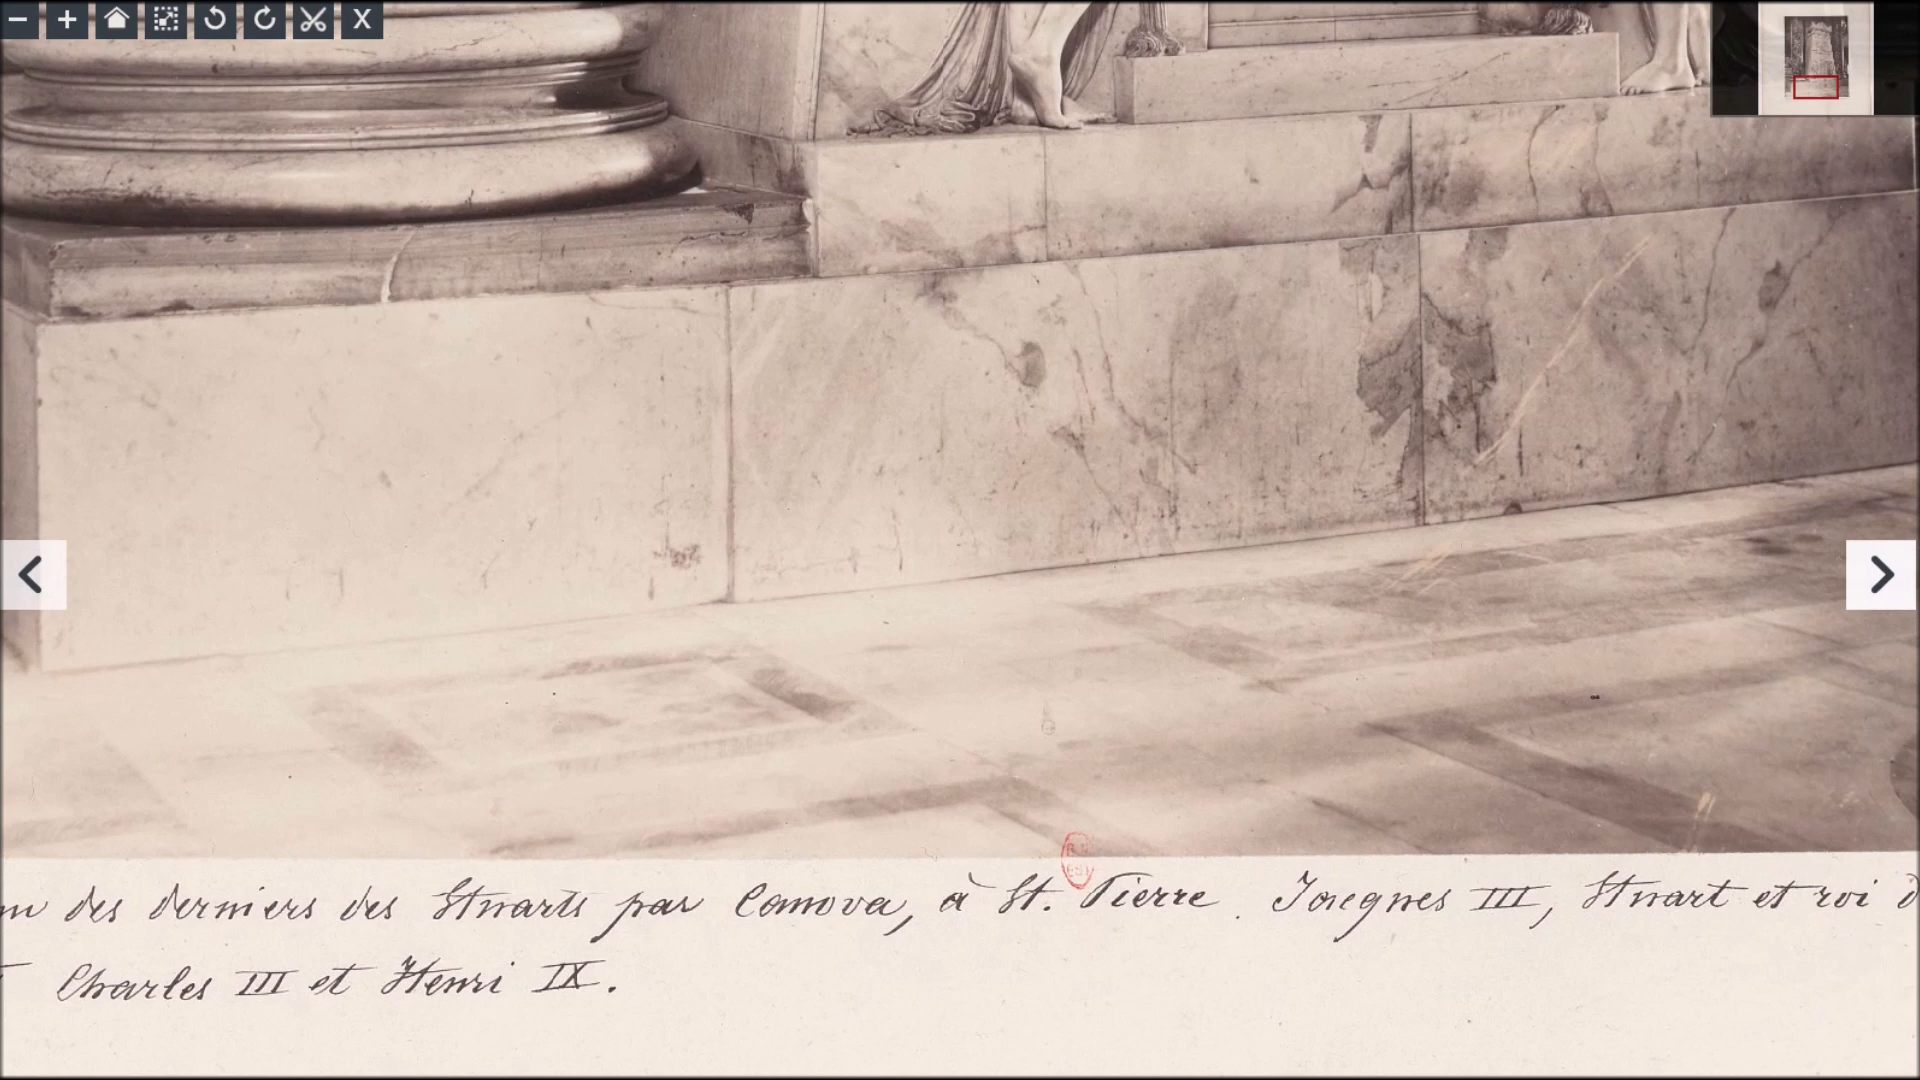 des derniers des Stuarts par Canova, à St. Pierre. Jacques III, Stuart et roi d
Charles III et Henri IX.